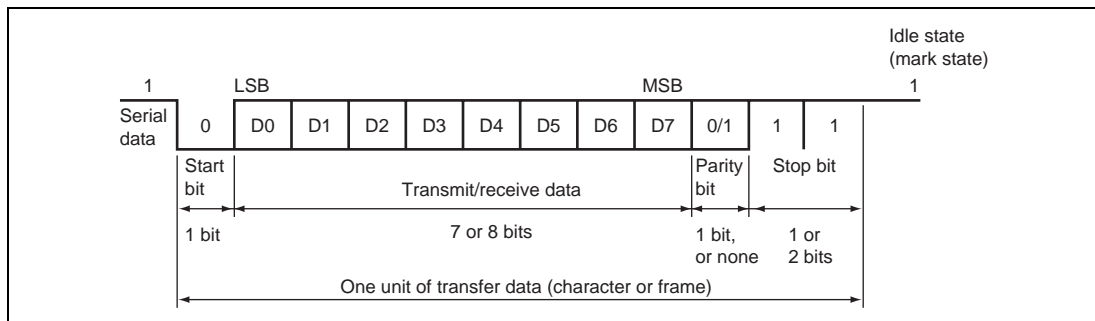 Idle state
(mark state)
1 LSB MSB 1
Serial
data
0 D0 D1 D2 D3 D4 D5 D6 D7 0/1 1 1
Start
bit
Transmit/receive data
Parity
bit
Stop bit
1 bit
7 or 8 bits
1 bit,
or none
1 or
2 bits
One unit of transfer data (character or frame)